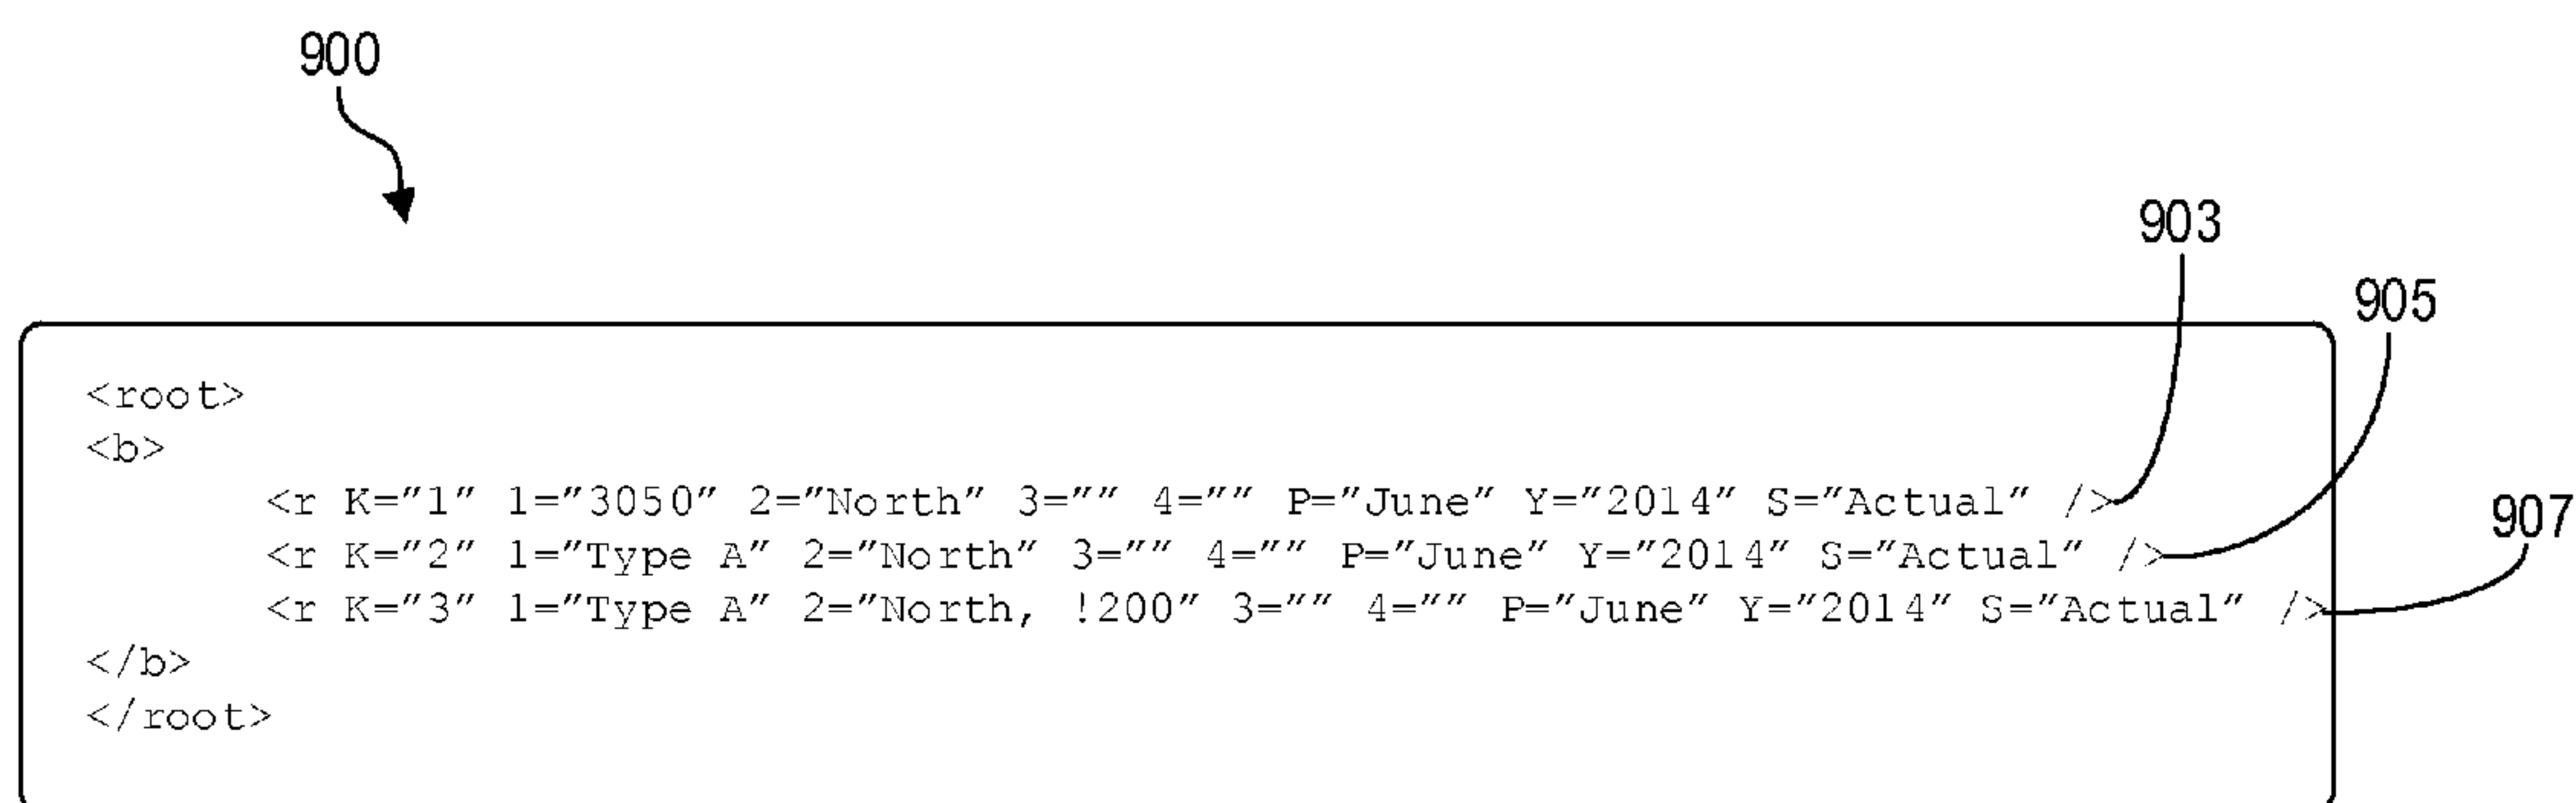 900
903
905
<root>
<b>
<r K=″1″ 1=″3050″ 2=″North″ 3=″″ 4=″″ P=″June″ Y=″2014″ S=″Actual″ />
907
<r K=″2″ 1=″Type A″ 2=″North″ 3=″″ 4=″″ P=″June″ Y=″2014″ S=″Actual″ />
<r K=″3″ 1=″Type A″ 2=″North, !200″ 3=″″ 4=″″ P=″June″ Y=″2014″ S=″Actual″ />
</b>
</root>